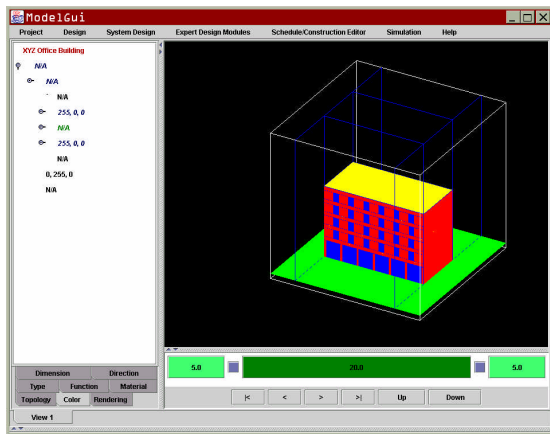 ModelGui
Project Design System Design Expert Design Modules Schedule/Construction Editor Simulation Help
XYZ Office Building
N/A
N/A
N/A
255, 0, 0
N/A
255, 0, 0
N/A
0, 255, 0
N/A
5.0 20.0 5.0
Dimension Direction
Type Function Material
Topology Color Rendering
|< < > >| Up Down
View 1